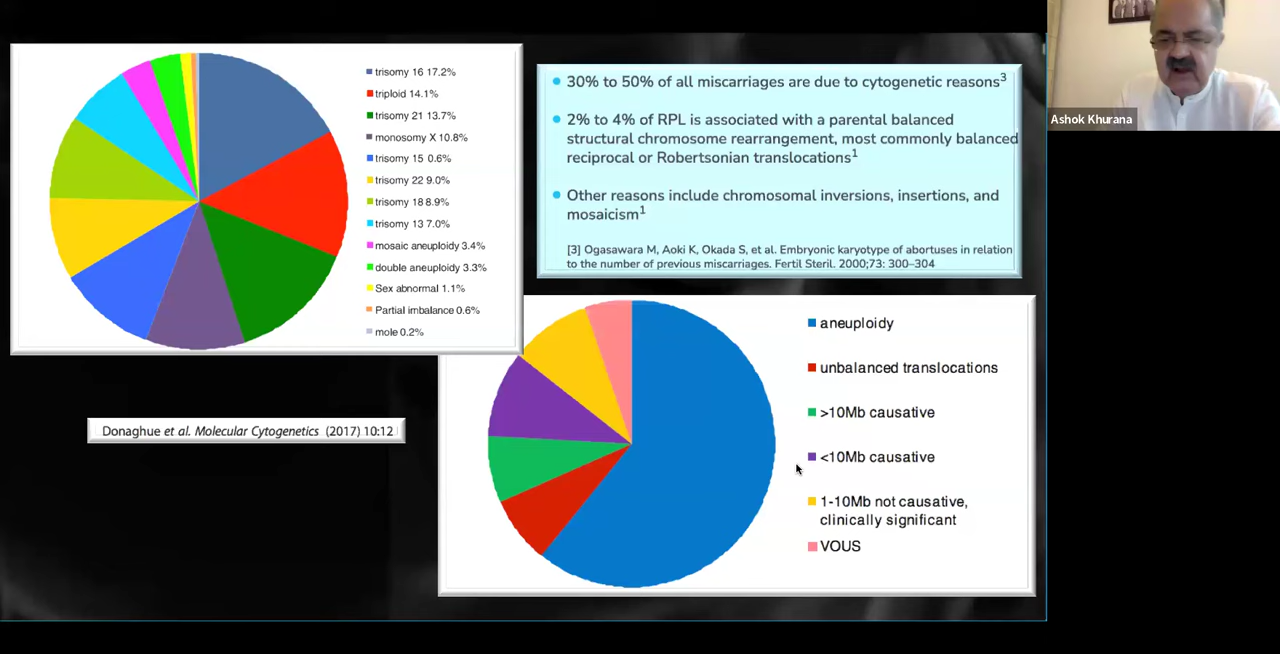 trisomy 16 17.2%
triploid 14.1%
trisomy 21 13.7%
monosomy X 10.8%
trisomy 15 0.6%
trisomy 22 9.0%
trisomy 18 8.9%
trisomy 13 7.0%
mosaic aneuploidy 3.4%
double aneuploidy 3.3%
Sex abnormal 1.1%
Partial imbalance 0.6%
mole 0.2%
30% to 50% of all miscarriages are due to cytogenetic reasons3
2% to 4% of RPL is associated with a parental balanced
structural chromosome rearrangement, most commonly balanced
reciprocal or Robertsonian translocations1
Other reasons include chromosomal inversions, insertions, and
mosaicism1
[3] Ogasawara M, Aoki K, Okada S, et al. Embryonic karyotype of abortuses in relation
to the number of previous miscarriages. Fertil Steril. 2000;73: 300–304
Ashok Khurana
aneuploidy
unbalanced translocations
>10Mb causative
<10Mb causative
1-10Mb not causative,
clinically significant
VOUS
Donaghue et al. Molecular Cytogenetics (2017) 10:12